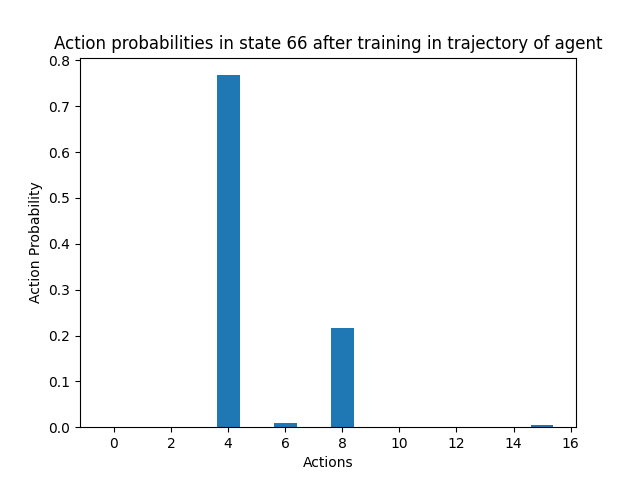 Action probabilities in state 66 after training in trajectory of agent
0.8
0.7
0.6
0.5
0.4
0.3
0.2
0.1
0.0
Action Probability
0 2 4 6 8 10 12 14 16
Actions